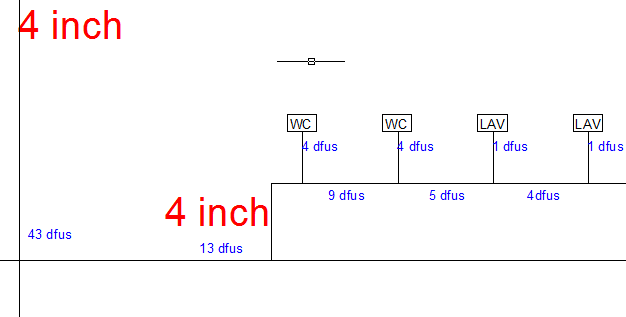 4 inch
WC WC LAV LAV
4 dfus 4 dfus 1 dfus 1 dfus
9 dfus 5 dfus 4dfus
4 inch
43 dfus
13 dfus